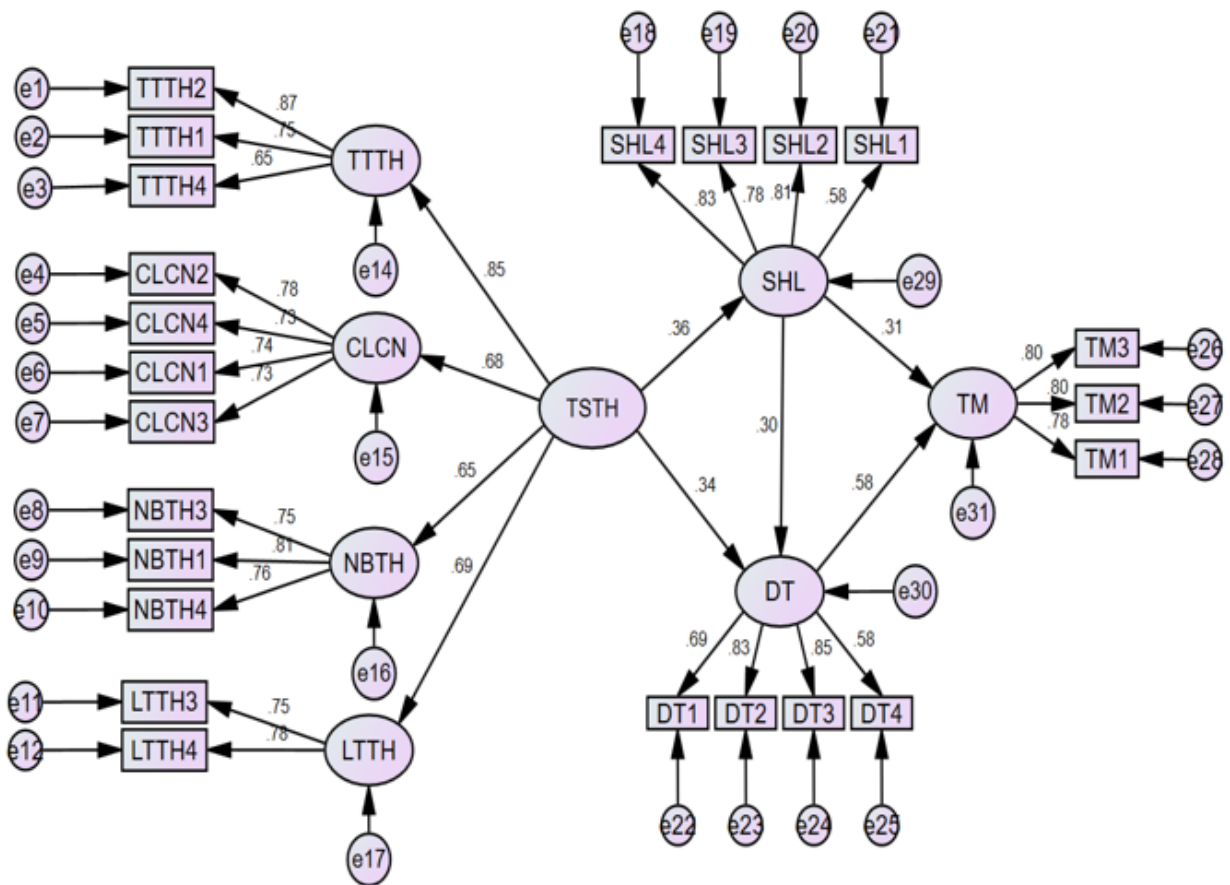 e18 e19 e20 e21
SHL4 SHL3 SHL2 SHL1
.83 .78 .81 .58
SHL
e29
e1 TTTH2 .87
e2 TTTH1 .75
e3 TTTH4 .65
TTTH
e14
.85
e4 CLCN2 .78
e5 CLCN4 .73
e6 CLCN1 .74
e7 CLCN3 .73
CLCN
e15
.68
TSTH
.36
.31
.30
.34
.58
TM
e31
.80 TM3 e26
.80 TM2 e27
.78 TM1 e28
e8 NBTH3 .75
e9 NBTH1 .81
e10 NBTH4 .76
NBTH
e16
.65
.69
e11 LTTH3 .75
e12 LTTH4 .78
LTTH
e17
DT
e30
.69 .83 .85 .58
DT1 DT2 DT3 DT4
e22 e23 e24 e25